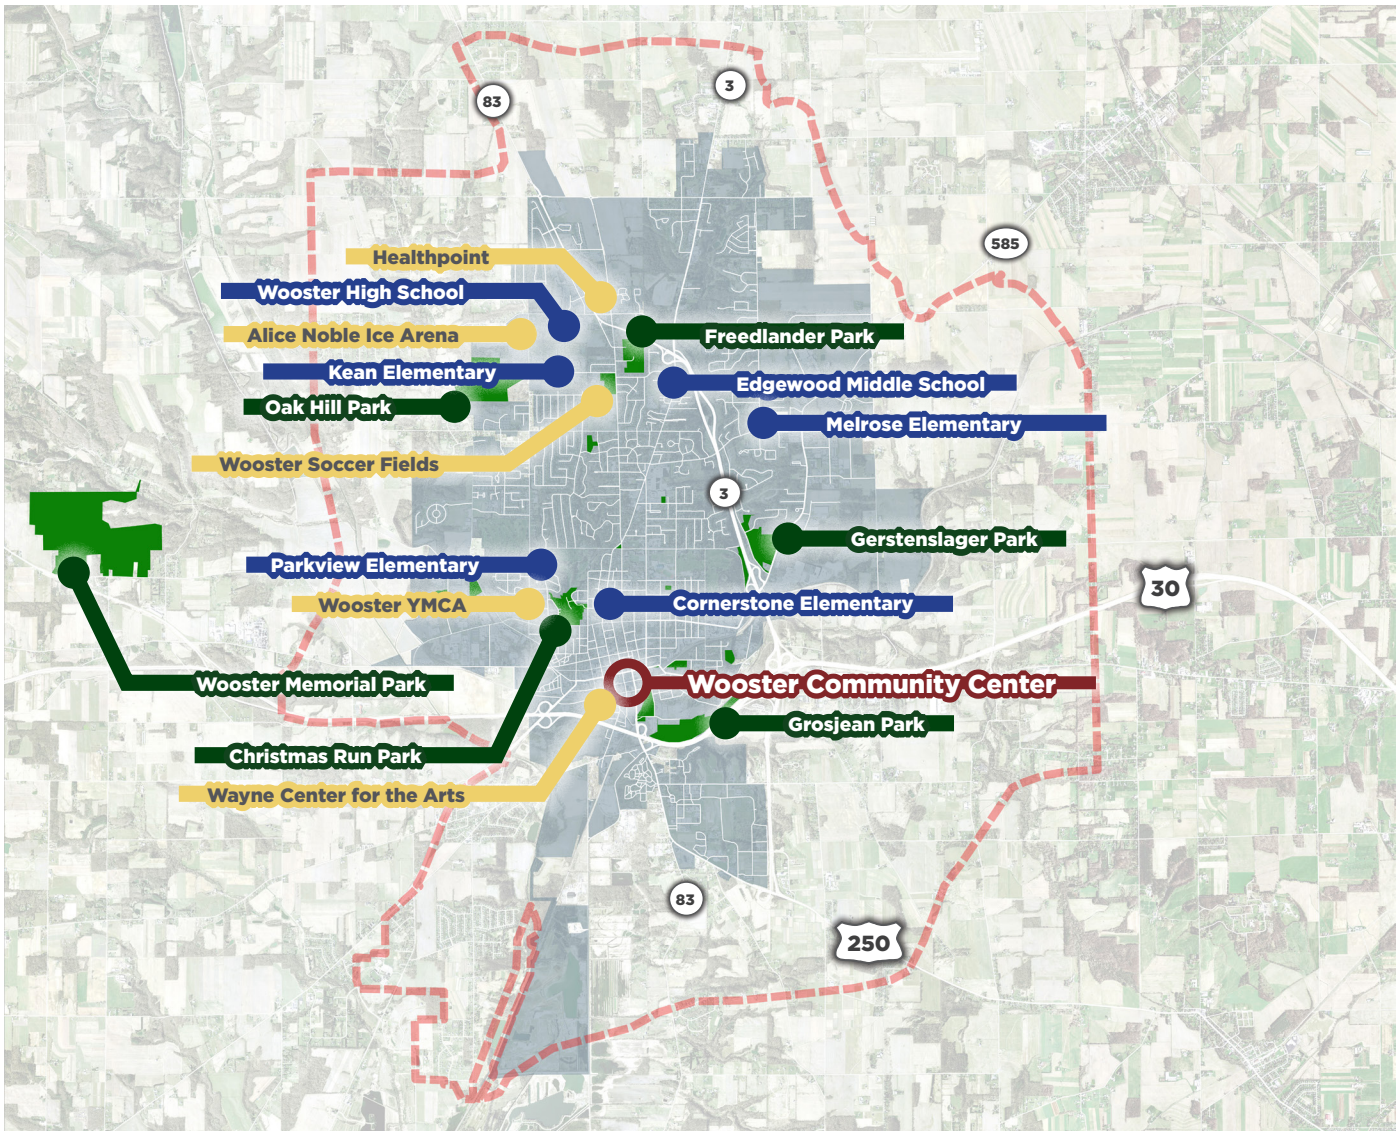 3
83
585
Healthpoint
Wooster High School
Alice Noble Ice Arena
Freedlander Park
Kean Elementary
Edgewood Middle School
Oak Hill Park
Melrose Elementary
Wooster Soccer Fields
3
Gerstenslager Park
Parkview Elementary
30
Wooster YMCA
Cornerstone Elementary
Wooster Memorial Park
Wooster Community Center
Grosjean Park
Christmas Run Park
Wayne Center for the Arts
83
250